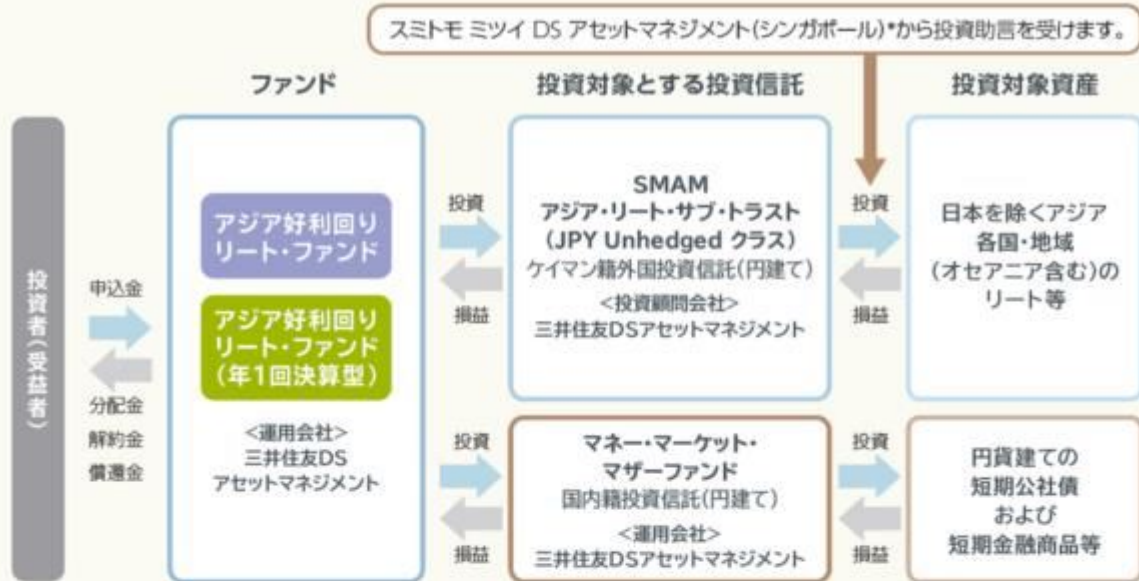 スミトモ ミツイ DS アセットマネジメント(シンガポール)*から投資助言を受けます。
ファンド
投資対象とする投資信託
投資対象資産
投資者(受益者)
申込金
分配金
解約金
償還金
アジア好利回り
リート・ファンド
アジア好利回り
リート・ファンド
(年1回決算型)
<運用会社>
三井住友DS
アセットマネジメント
投資
損益
SMAM
アジア・リート・サブ・トラスト
(JPY Unhedged クラス)
ケイマン籍外国投資信託(円建て)
<投資顧問会社>
三井住友DSアセットマネジメント
投資
損益
日本を除くアジア
各国・地域
(オセアニア含む)の
リート等
投資
損益
マネー・マーケット・
マザーファンド
国内籍投資信託(円建て)
<運用会社>
三井住友DSアセットマネジメント
投資
損益
円貨建ての
短期公社債
および
短期金融商品等